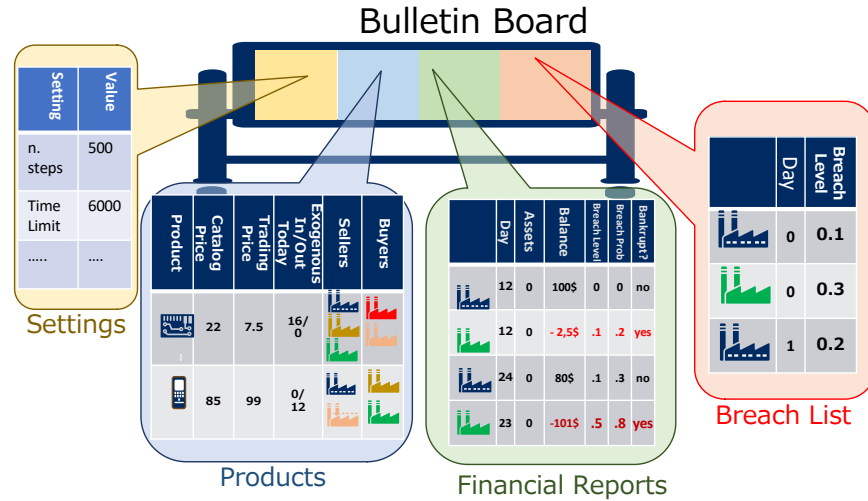 Bulletin Board
Setting Value
n. steps 500
Time Limit 6000
..... ....
Settings
Product Catalog Price Trading Price Exogenous In/Out Today Sellers Buyers
22 7.5 16/0
85 99 0/12
Products
Day Assets Balance Breach Level Breach Prob Bankrupt?
12 0 100$ 0 0 no
12 0 - 2,5$ .1 .2 yes
24 0 80$ .1 .3 no
23 0 -101$ .5 .8 yes
Financial Reports
Day Breach Level
0 0.1
0 0.3
1 0.2
Breach List